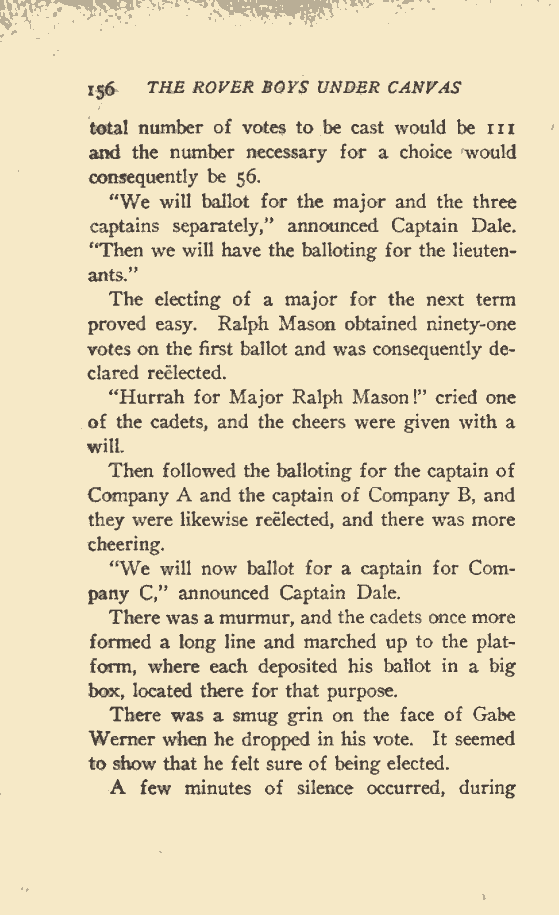 156 THE ROVER BOYS UNDER CANVAS
total number of votes to be cast would be 111
and the number necessary for a choice would
consequently be 56.
"We will ballot for the major and the three
captains separately," announced Captain Dale.
"Then we will have the balloting for the lieuten-
ants."
The electing of a major for the next term
proved easy. Ralph Mason obtained ninety-one
votes on the first ballot and was consequently de-
clared reëlected.
"Hurrah for Major Ralph Mason!" cried one
of the cadets, and the cheers were given with a
will.
Then followed the balloting for the captain of
Company A and the captain of Company B, and
they were likewise reëlected, and there was more
cheering.
"We will now ballot for a captain for Com-
pany C," announced Captain Dale.
There was a murmur, and the cadets once more
formed a long line and marched up to the plat-
form, where each deposited his ballot in a big
box, located there for that purpose.
There was a smug grin on the face of Gabe
Werner when he dropped in his vote. It seemed
to show that he felt sure of being elected.
A few minutes of silence occurred, during